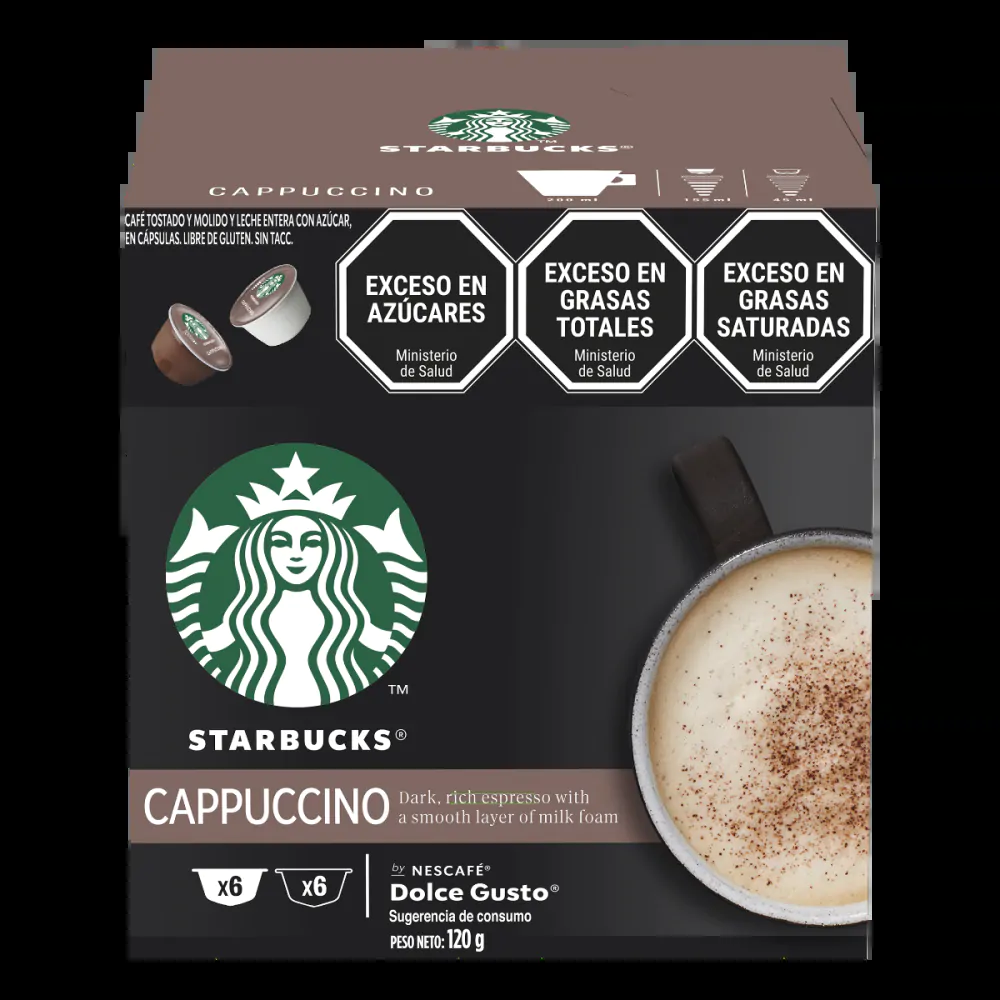 STARBUCKS®
CAPPUCCINO
200 ml
155 ml
45 ml
CAFÉ TOSTADO Y MOLIDO Y LECHE ENTERA CON AZÚCAR,
EN CÁPSULAS. LIBRE DE GLUTEN. SIN TACC.
EXCESO EN
AZÚCARES
Ministerio
de Salud
EXCESO EN
GRASAS
TOTALES
Ministerio
de Salud
EXCESO EN
GRASAS
SATURADAS
Ministerio
de Salud
TM
STARBUCKS®
CAPPUCCINO
Dark, rich espresso with
a smooth layer of milk foam
x6
x6
by NESCAFÉ®
Dolce Gusto®
Sugerencia de consumo
PESO NETO: 120 g